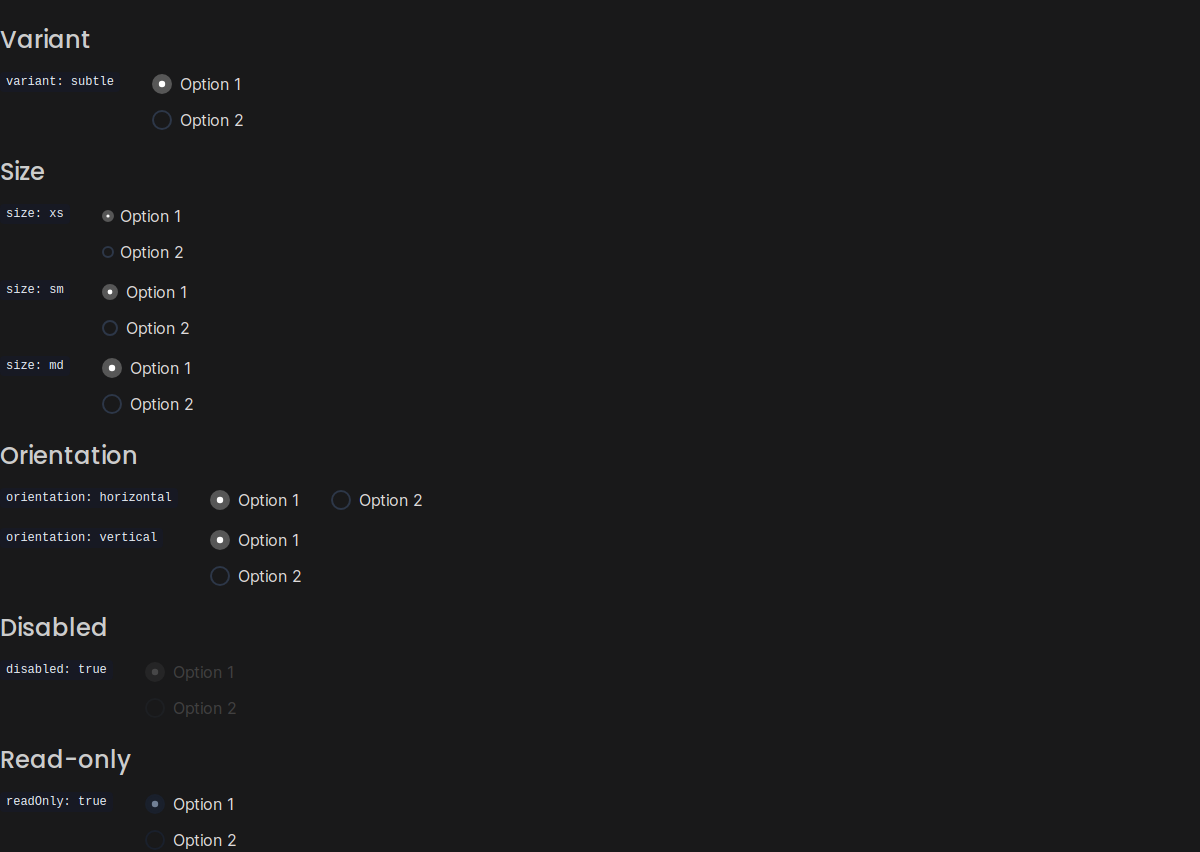 Variant
variant: subtle Option 1
Option 2
Size
size: xs Option 1
Option 2
size: sm Option 1
Option 2
size: md Option 1
Option 2
Orientation
orientation: horizontal Option 1 Option 2
orientation: vertical Option 1
Option 2
Disabled
disabled: true Option 1
Option 2
Read-only
readOnly: true Option 1
Option 2